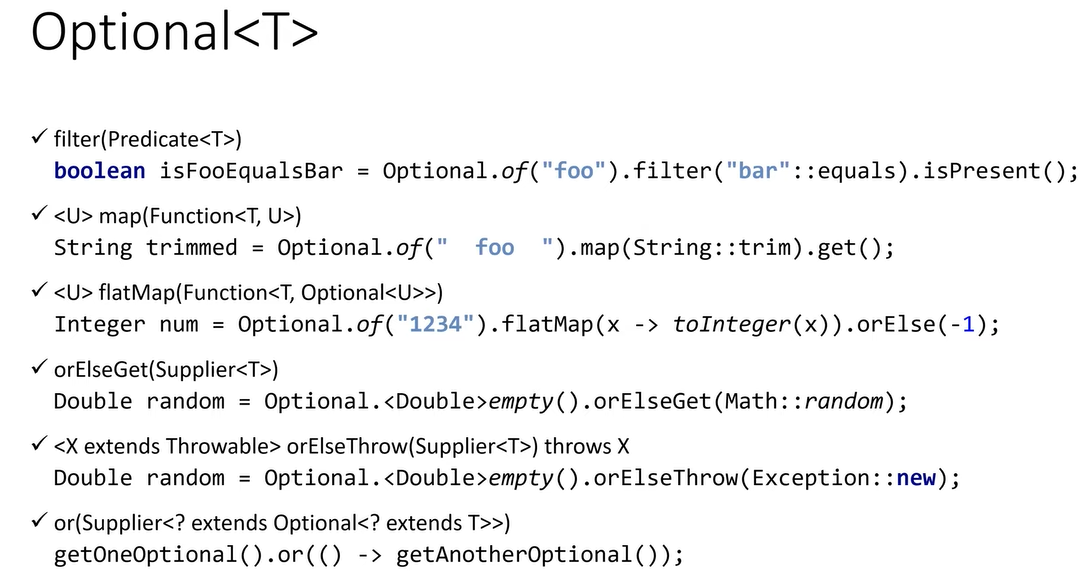 Optional<T>
✓ filter(Predicate<T>)
boolean isFooEqualsBar = Optional.of("foo").filter("bar"::equals).isPresent();
✓ <U> map(Function<T, U>)
String trimmed = Optional.of("  foo  ").map(String::trim).get();
✓ <U> flatMap(Function<T, Optional<U>>)
Integer num = Optional.of("1234").flatMap(x -> toInteger(x)).orElse(-1);
✓ orElseGet(Supplier<T>)
Double random = Optional.<Double>empty().orElseGet(Math::random);
✓ <X extends Throwable> orElseThrow(Supplier<T>) throws X
Double random = Optional.<Double>empty().orElseThrow(Exception::new);
✓ or(Supplier<? extends Optional<? extends T>>)
getOneOptional().or(() -> getAnotherOptional());